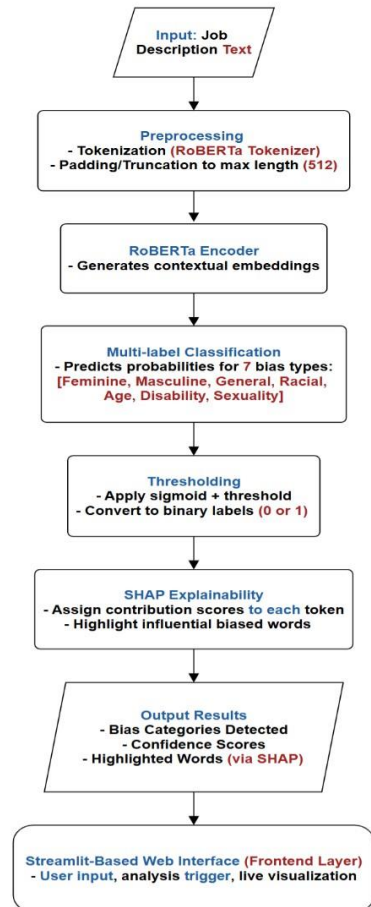 Input: Job
Description Text
Preprocessing
- Tokenization (RoBERTa Tokenizer)
- Padding/Truncation to max length (512)
RoBERTa Encoder
- Generates contextual embeddings
Multi-label Classification
- Predicts probabilities for 7 bias types:
[Feminine, Masculine, General, Racial,
Age, Disability, Sexuality]
Thresholding
- Apply sigmoid + threshold
- Convert to binary labels (0 or 1)
SHAP Explainability
- Assign contribution scores to each token
- Highlight influential biased words
Output Results
- Bias Categories Detected
- Confidence Scores
- Highlighted Words (via SHAP)
Streamlit-Based Web Interface (Frontend Layer)
- User input, analysis trigger, live visualization